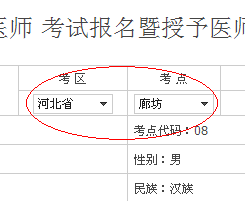 医师 考试报名暨授予医师
考 区 考 点
河北省 廊坊
考点代码：08
性别：男
民族：汉族